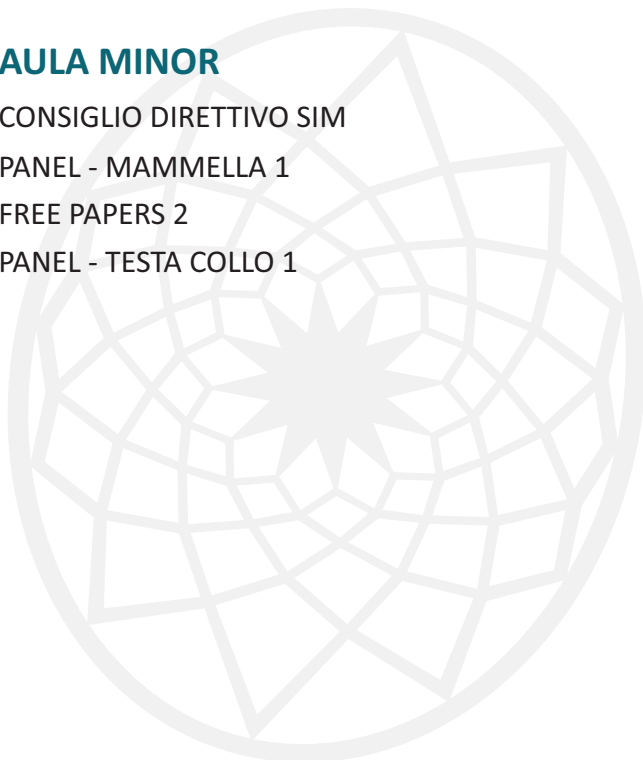 AULA MINOR
CONSIGLIO DIRETTIVO SIM
PANEL - MAMMELLA 1
FREE PAPERS 2
PANEL - TESTA COLLO 1